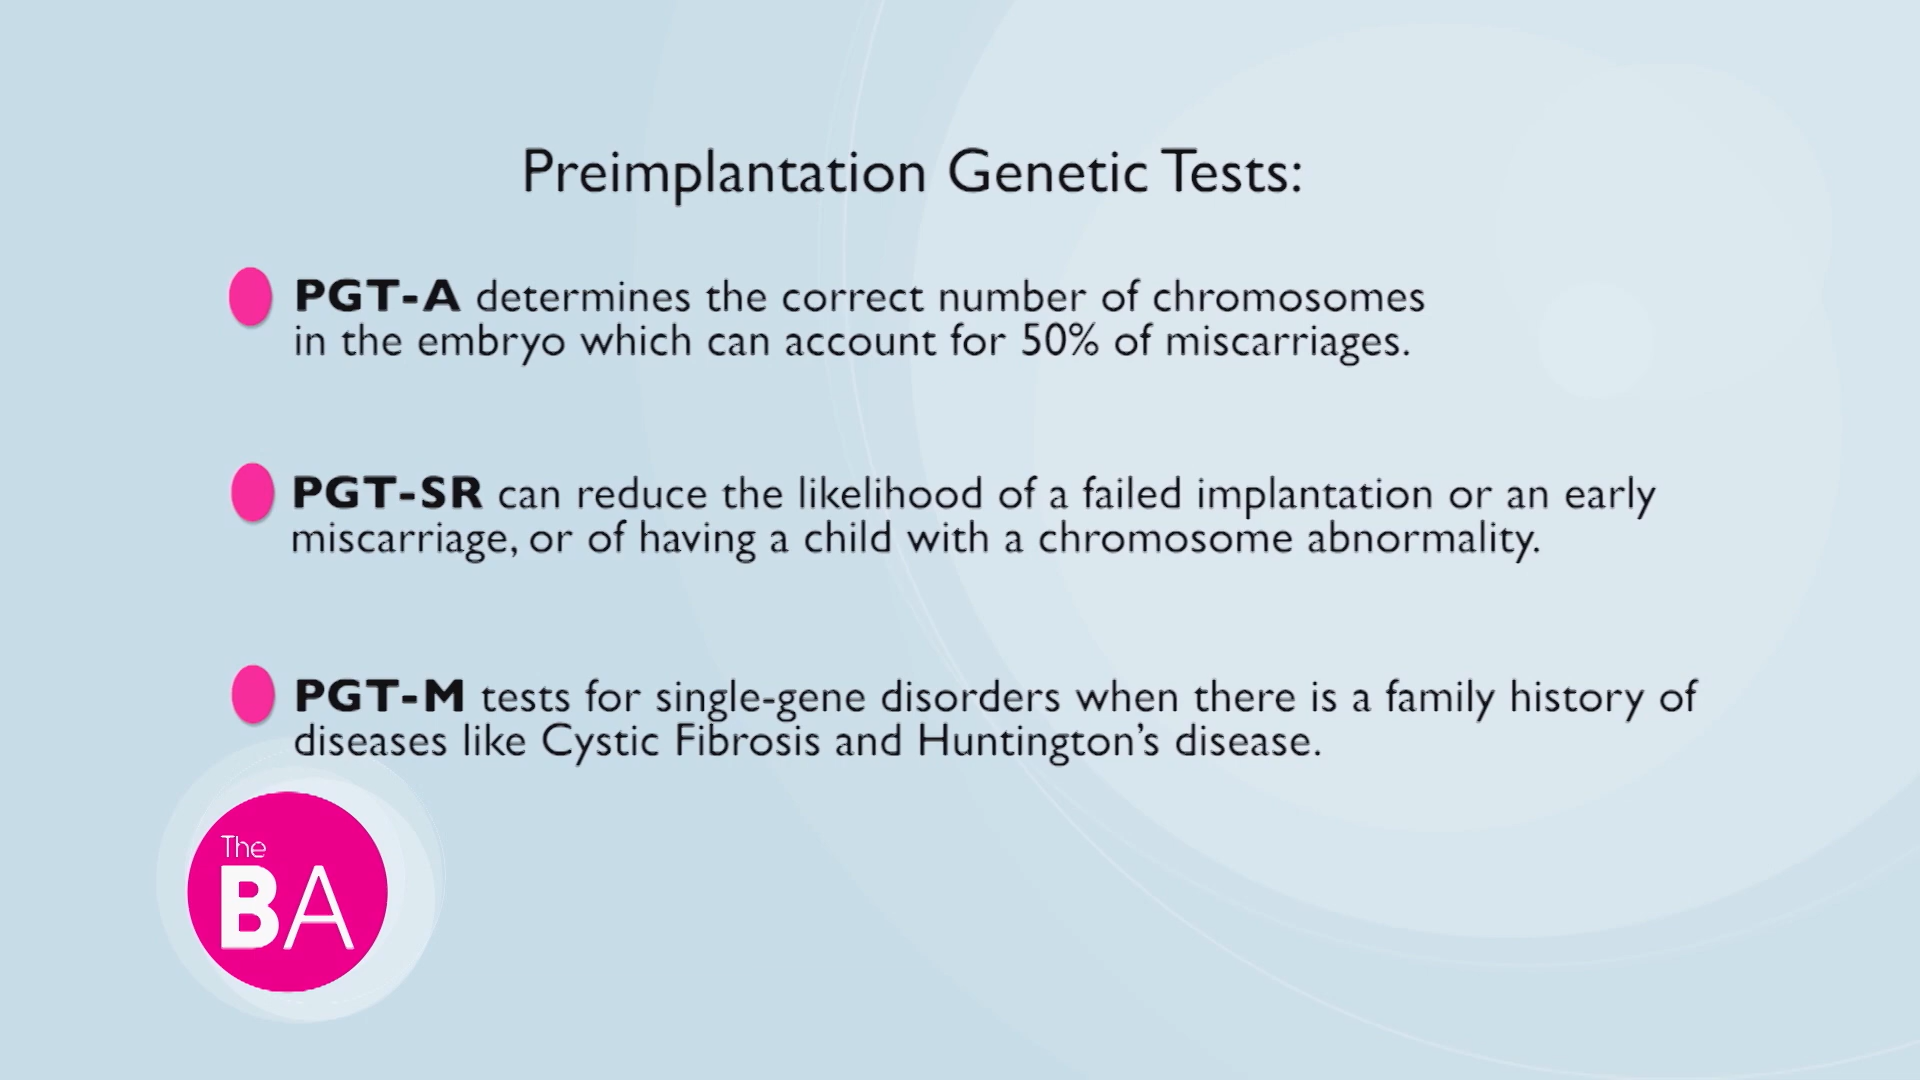 Preimplantation Genetic Tests:
PGT-A determines the correct number of chromosomes
in the embryo which can account for 50% of miscarriages.
PGT-SR can reduce the likelihood of a failed implantation or an early
miscarriage, or of having a child with a chromosome abnormality.
PGT-M tests for single-gene disorders when there is a family history of
diseases like Cystic Fibrosis and Huntington’s disease.
The
BA